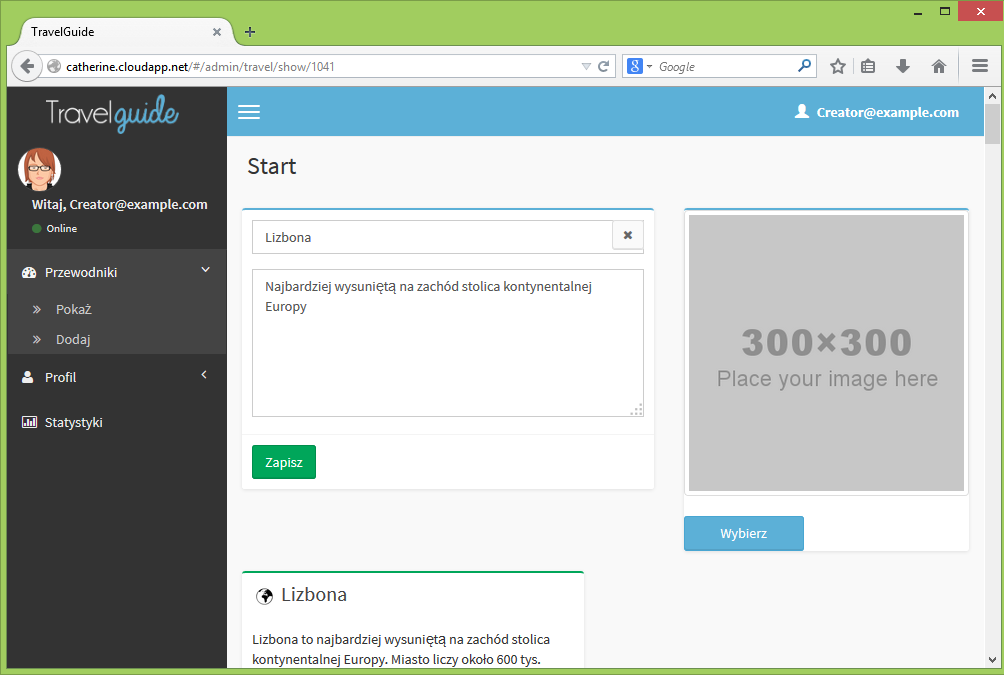 TravelGuide
catherine.cloudapp.net/#/admin/travel/show/1041
Google
Travelguide
Creator@example.com
Witaj, Creator@example.com
Online
Przewodniki
Pokaż
Dodaj
Profil
Statystyki
Start
Lizbona
Najbardziej wysuniętą na zachód stolica kontynentalnej
Europy
Zapisz
300×300
Place your image here
Wybierz
Lizbona
Lizbona to najbardziej wysuniętą na zachód stolica
kontynentalnej Europy. Miasto liczy około 600 tys.